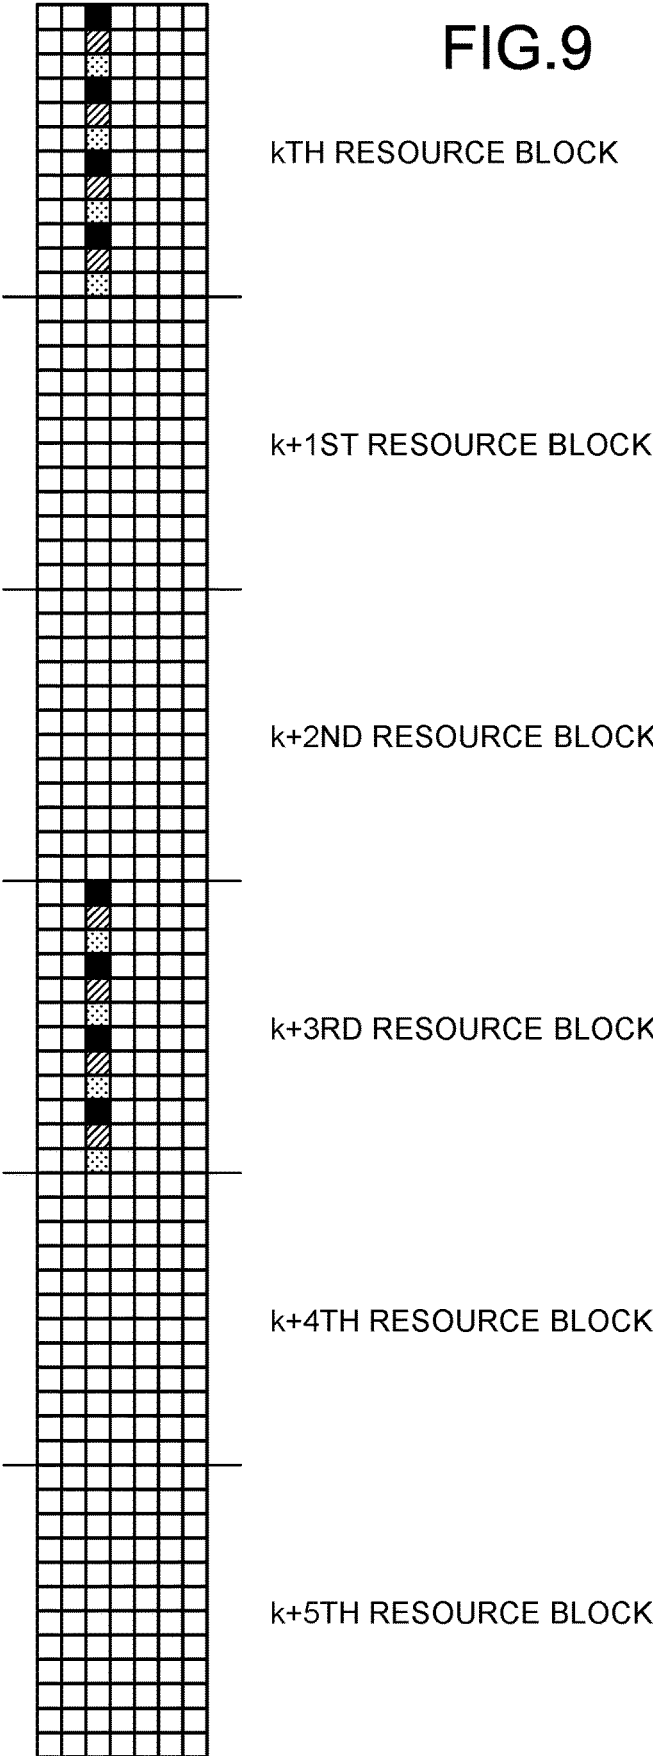 FIG.9
kTH RESOURCE BLOCK
k+1ST RESOURCE BLOCK
k+2ND RESOURCE BLOCK
k+3RD RESOURCE BLOCK
k+4TH RESOURCE BLOCK
k+5TH RESOURCE BLOCK